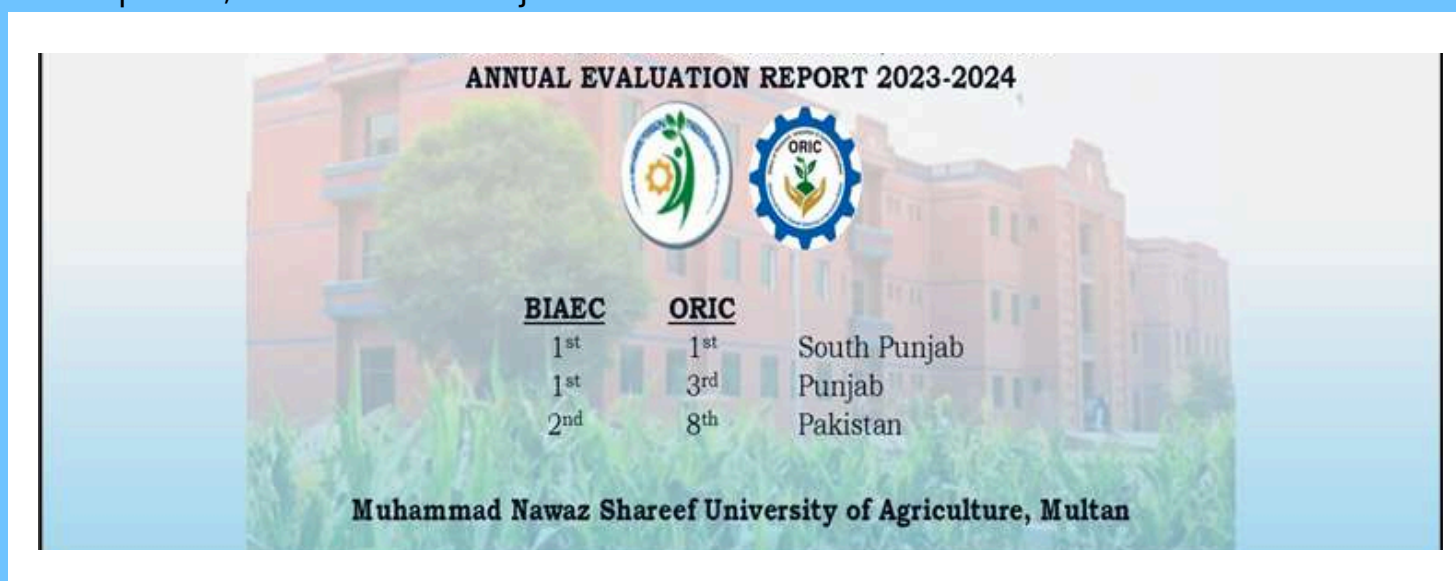 ANNUAL EVALUATION REPORT 2023-2024
ORIC
BIAEC ORIC
1st 1st South Punjab
1st 3rd Punjab
2nd 8th Pakistan
Muhammad Nawaz Shareef University of Agriculture, Multan